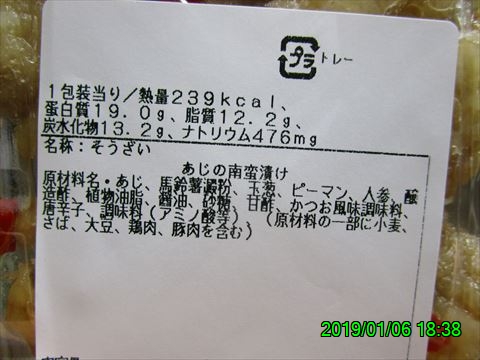 プラ トレー
1包装当り／熱量239kcal、
蛋白質19.0g、脂質12.2g、
炭水化物13.2g、ナトリウム476mg
名称：そうざい
あじの南蛮漬け
原材料名・あじ、馬鈴薯澱粉、玉葱、ピーマン、人参、醸
造酢、植物油脂、醤油、砂糖、甘酢、かつお風味調味料、
唐辛子、調味料（アミノ酸等）（原材料の一部に小麦、
さば、大豆、鶏肉、豚肉を含む）
2019/01/06 18:38